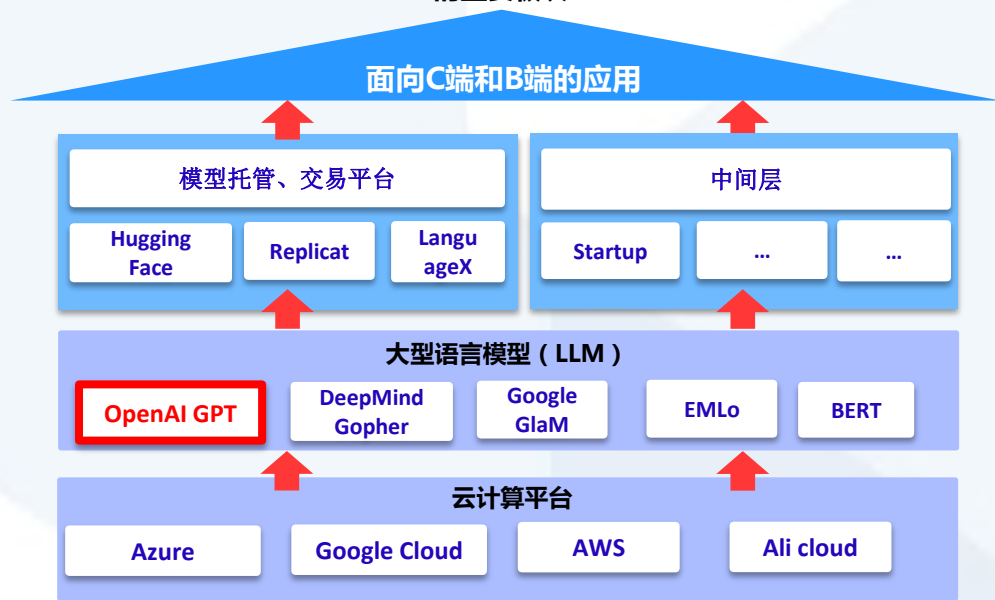 面向C端和B端的应用
模型托管、交易平台
中间层
Hugging
Face
Replicat
Langu
ageX
Startup
...
...
大型语言模型（LLM）
OpenAI GPT
DeepMind
Gopher
Google
GlaM
EMLo
BERT
云计算平台
Azure
Google Cloud
AWS
Ali cloud